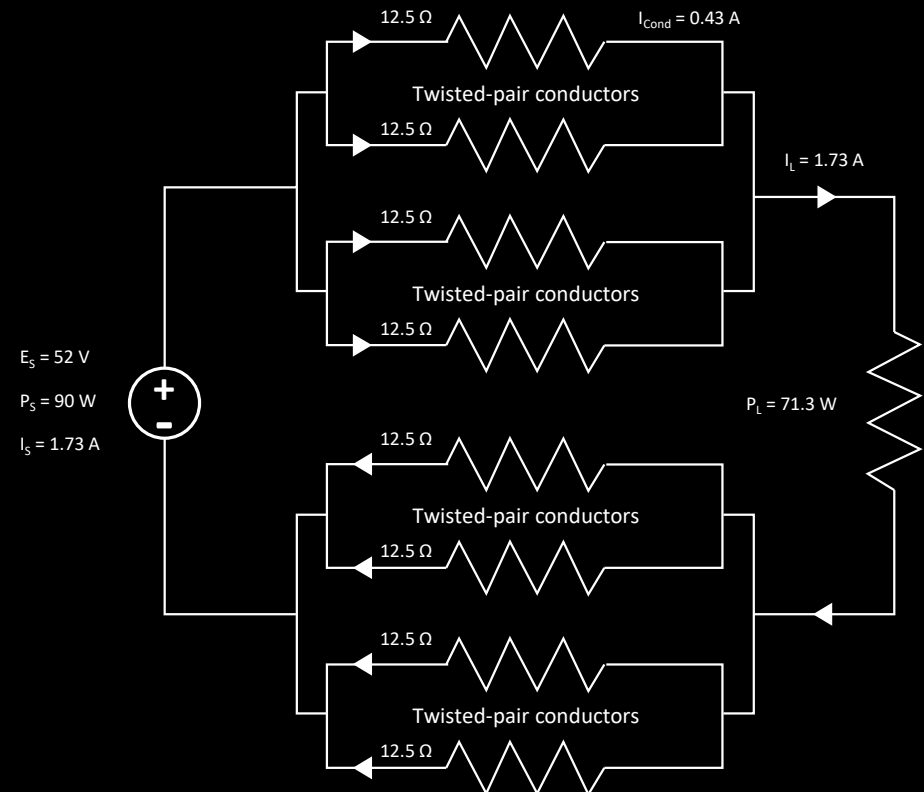 12.5 Ω
I_Cond = 0.43 A
Twisted-pair conductors
12.5 Ω
I_L = 1.73 A
12.5 Ω
Twisted-pair conductors
12.5 Ω
E_S = 52 V
P_S = 90 W
I_S = 1.73 A
+
-
P_L = 71.3 W
12.5 Ω
Twisted-pair conductors
12.5 Ω
12.5 Ω
Twisted-pair conductors
12.5 Ω